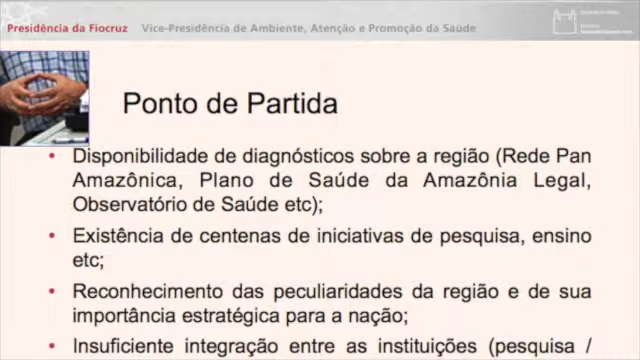 Presidência da Fiocruz Vice-Presidência de Ambiente, Atenção e Promoção da Saúde
Ponto de Partida
• Disponibilidade de diagnósticos sobre a região (Rede Pan
Amazônica, Plano de Saúde da Amazônia Legal,
Observatório de Saúde etc);
• Existência de centenas de iniciativas de pesquisa, ensino
etc;
• Reconhecimento das peculiaridades da região e de sua
importância estratégica para a nação;
• Insuficiente integração entre as instituições (pesquisa /